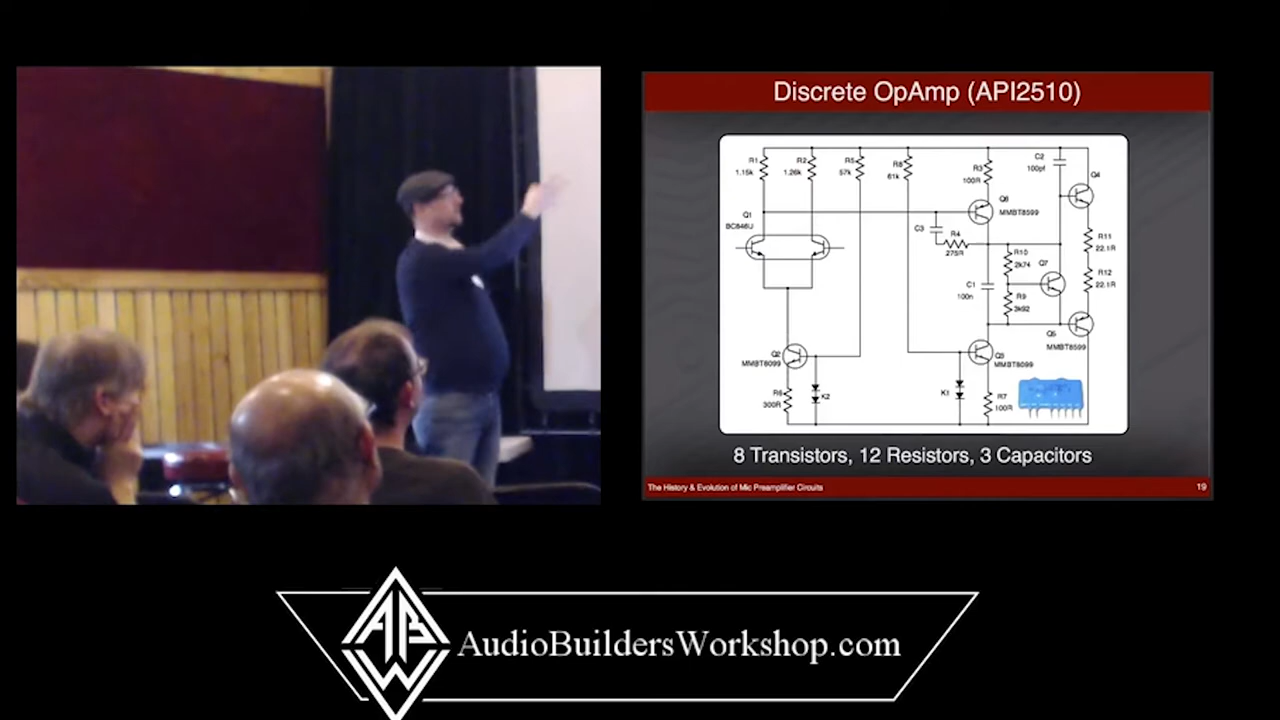 Discrete OpAmp (API2510)
R1
1.15k
R2
1.26k
R5
57k
R8
61k
R3
100R
C2
100pf
Q4
Q6
MMBT8599
Q1
BC846U
C3
R4
275R
R11
22.1R
R10
2k74
Q7
R12
22.1R
C1
100n
R9
3k92
Q5
MMBT8599
Q2
MMBT8099
Q3
MMBT8099
R6
300R
K2
K1
R7
100R
8 Transistors, 12 Resistors, 3 Capacitors
The History & Evolution of Mic Preamplifier Circuits
19
ABW
AudioBuildersWorkshop.com